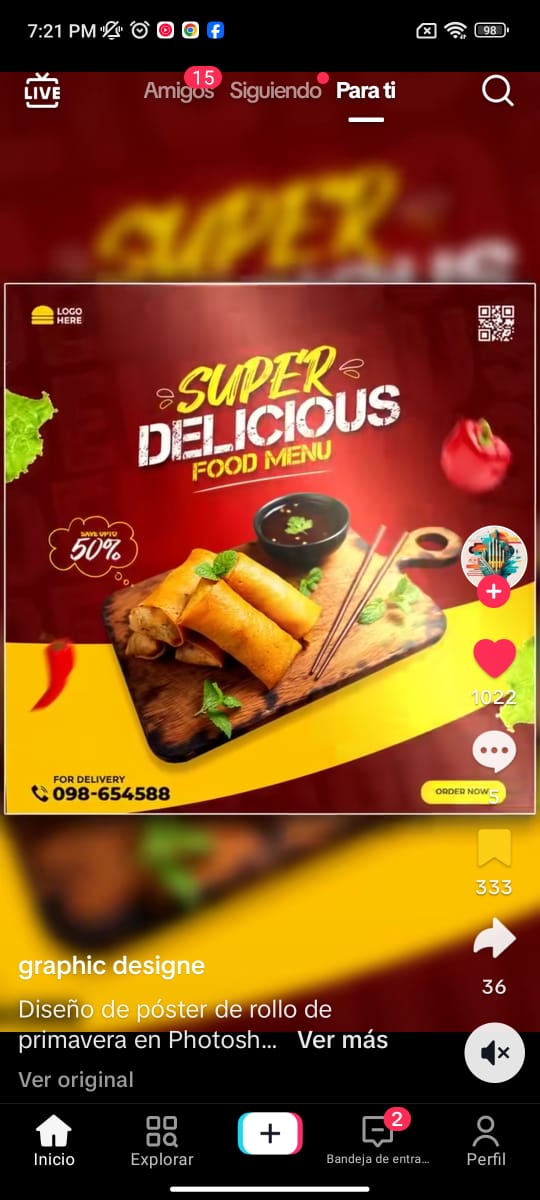 7:21 PM
98
LIVE
Amigos
15
Siguiendo
Para ti
SUPER
LOGO
HERE
SUPER
DELICIOUS
FOOD MENU
SAVE UPTO
50%
1022
FOR DELIVERY
098-654588
ORDER NOW
5
333
36
graphic designe
Diseño de póster de rollo de
primavera en Photosh... Ver más
Ver original
2
Inicio
Explorar
Bandeja de entra...
Perfil